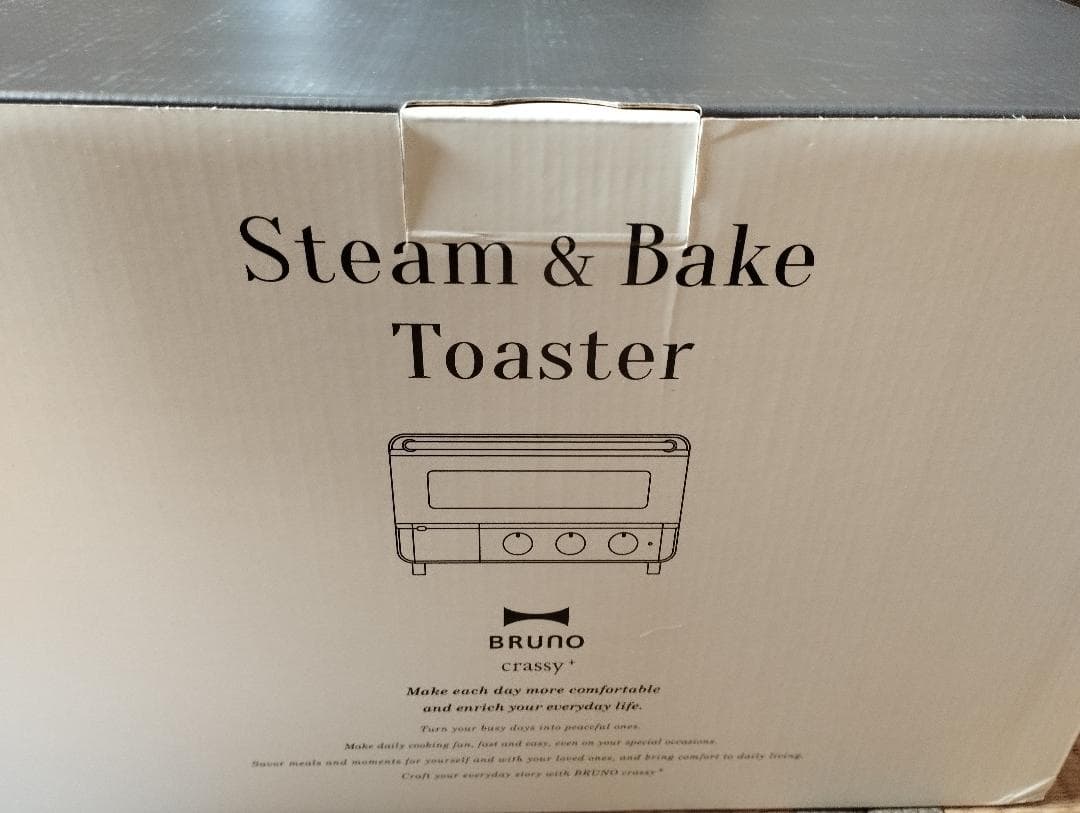 Steam & Bake
Toaster
BRUNO
crassy+
Make each day more comfortable
and enrich your everyday life.
Turn your busy days into peaceful ones.
Make daily cooking fun, fast and easy, even on your special occasions.
Savor meals and moments for yourself and with your loved ones, and bring comfort to daily living.
Craft your everyday story with BRUNO crassy+